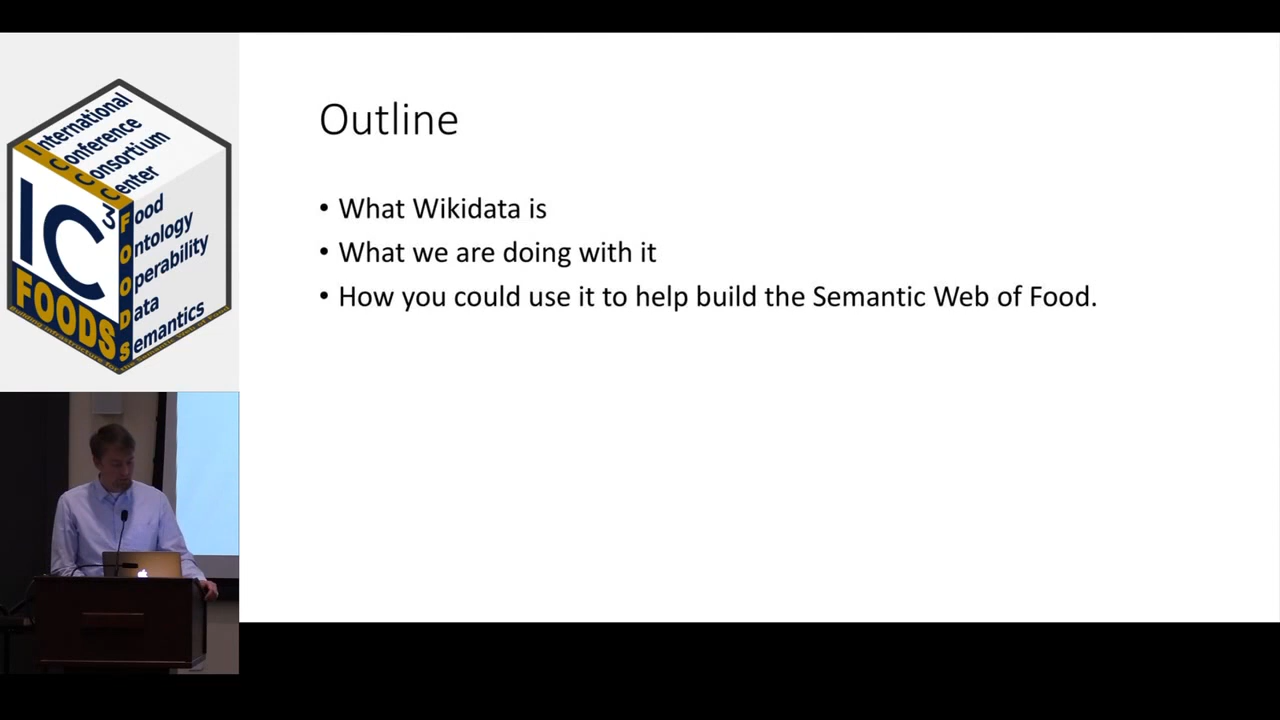 International
Conference
Consortium
Center
IC3
Food
Ontology
Operability
Data
Semantics
FOODS
Outline
• What Wikidata is
• What we are doing with it
• How you could use it to help build the Semantic Web of Food.